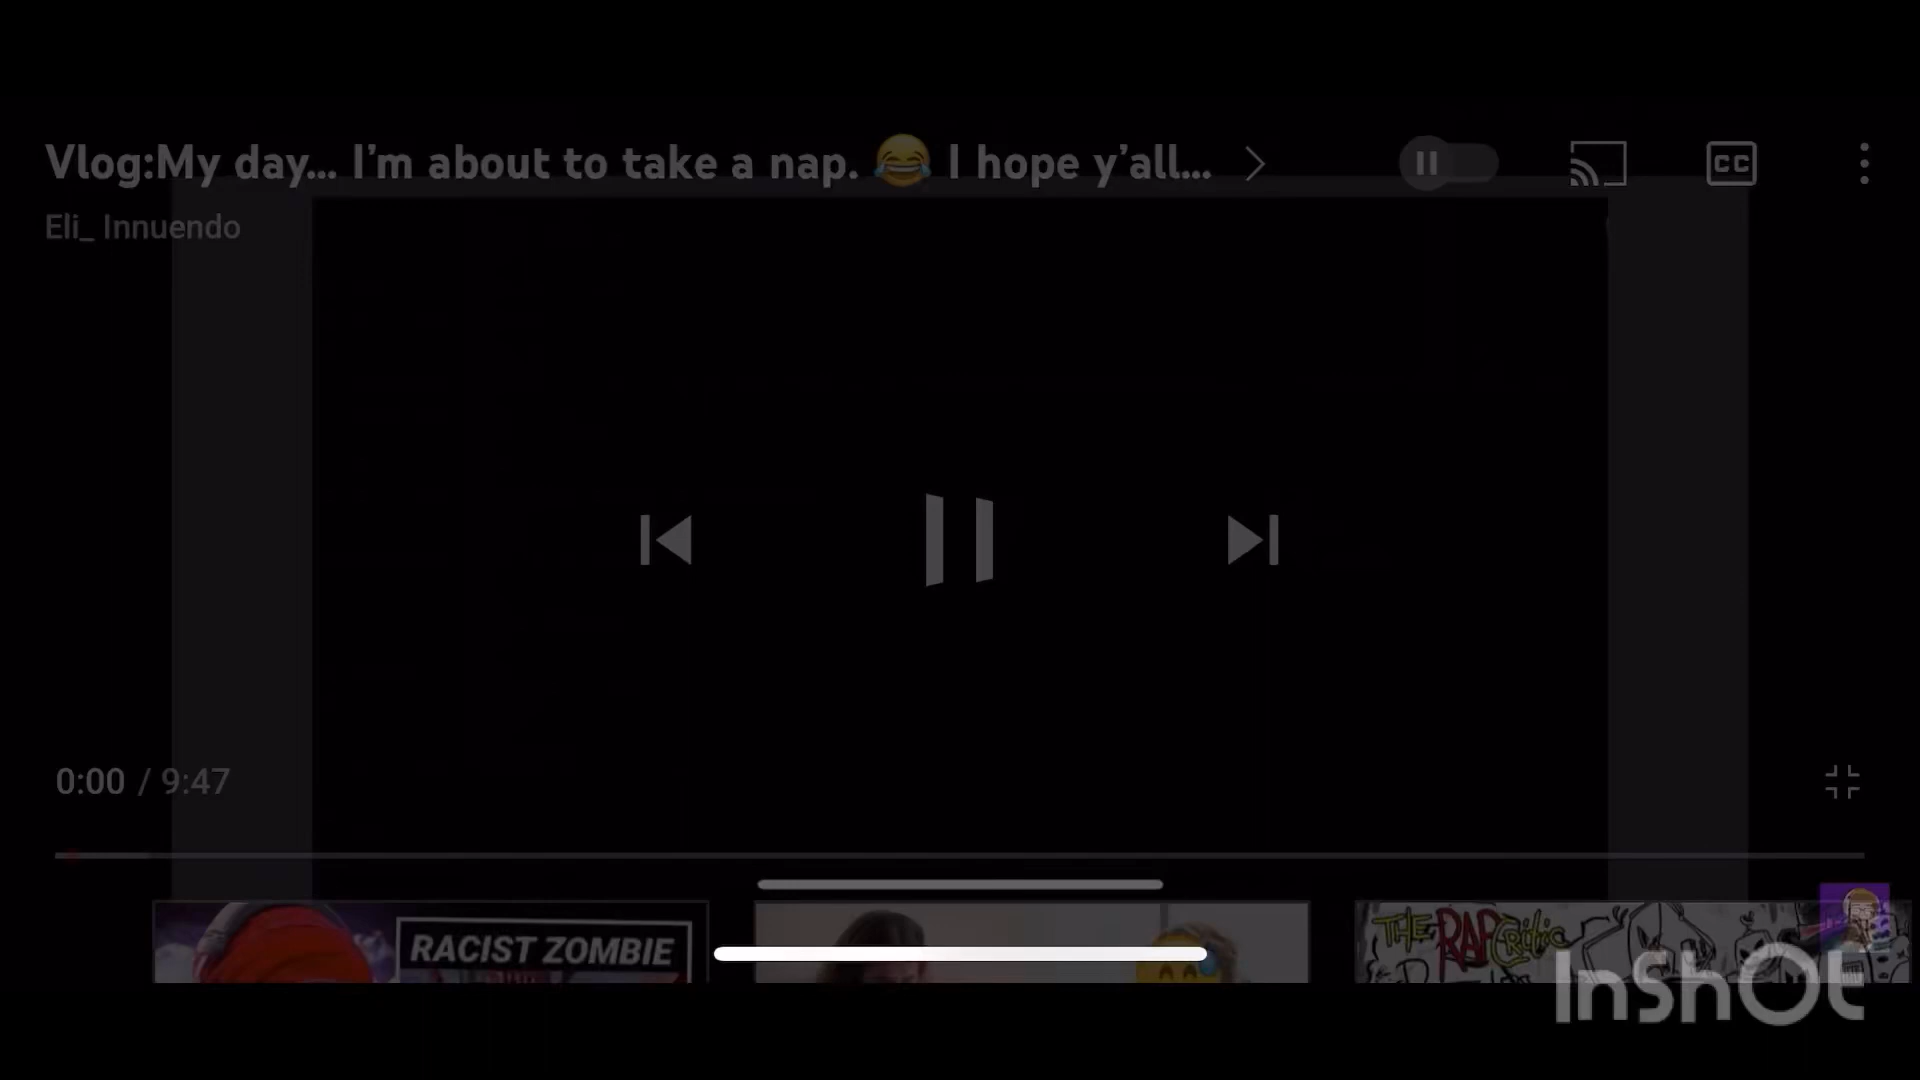 Vlog:My day... I’m about to take a nap. 😂 I hope y’all...
CC
Eli_ Innuendo
0:00 / 9:47
RACIST ZOMBIE
THE RAP Critic
InShOt